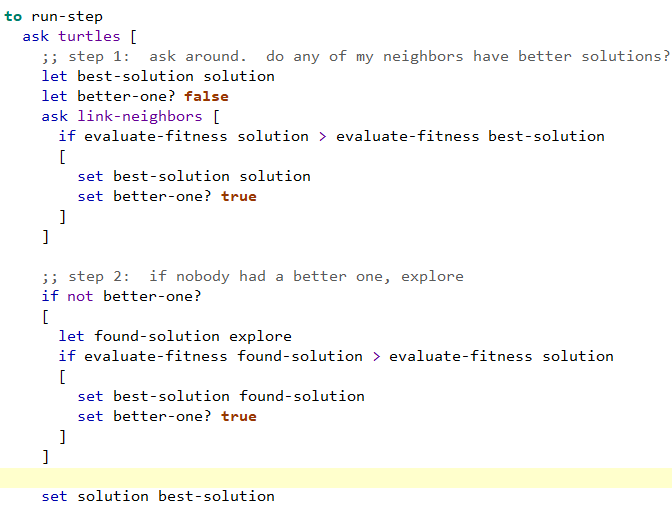 to run-step
  ask turtles [
    ;; step 1:  ask around.  do any of my neighbors have better solutions?
    let best-solution solution
    let better-one? false
    ask link-neighbors [
      if evaluate-fitness solution > evaluate-fitness best-solution
      [
        set best-solution solution
        set better-one? true
      ]
    ]

    ;; step 2:  if nobody had a better one, explore
    if not better-one?
    [
      let found-solution explore
      if evaluate-fitness found-solution > evaluate-fitness solution
      [
        set best-solution found-solution
        set better-one? true
      ]
    ]

    set solution best-solution